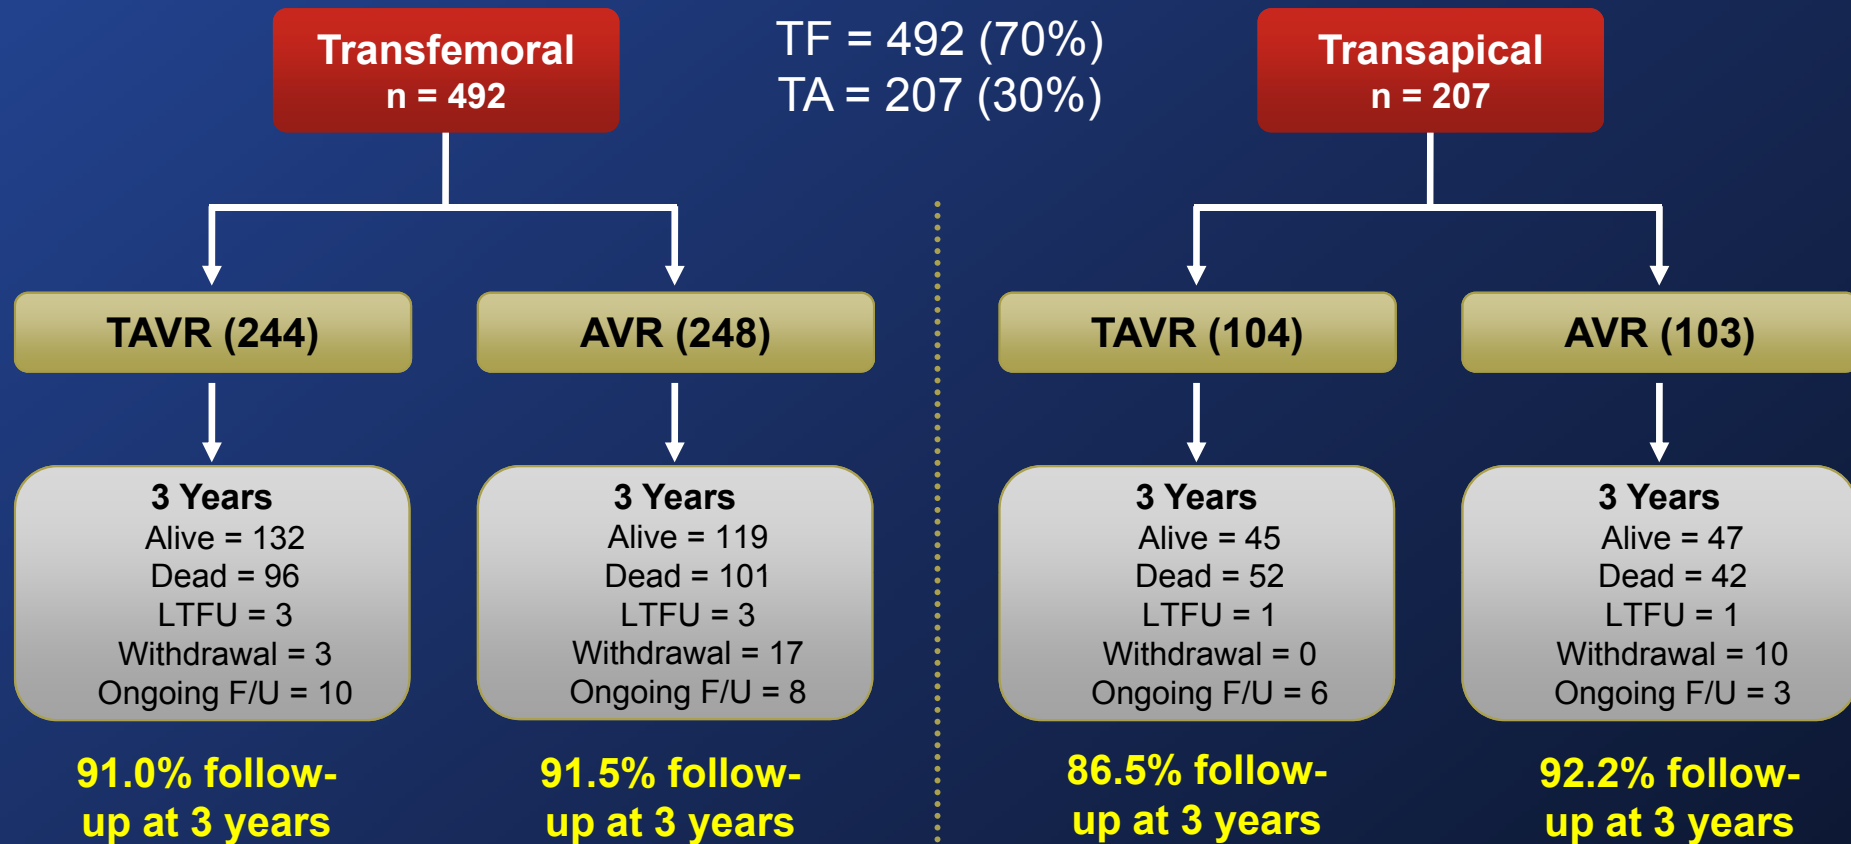 Transfemoral
n = 492
TF = 492 (70%)
TA = 207 (30%)
Transapical
n = 207
TAVR (244)
AVR (248)
TAVR (104)
AVR (103)
3 Years
Alive = 132
Dead = 96
LTFU = 3
Withdrawal = 3
Ongoing F/U = 10
3 Years
Alive = 119
Dead = 101
LTFU = 3
Withdrawal = 17
Ongoing F/U = 8
3 Years
Alive = 45
Dead = 52
LTFU = 1
Withdrawal = 0
Ongoing F/U = 6
3 Years
Alive = 47
Dead = 42
LTFU = 1
Withdrawal = 10
Ongoing F/U = 3
91.0% follow-
up at 3 years
91.5% follow-
up at 3 years
86.5% follow-
up at 3 years
92.2% follow-
up at 3 years